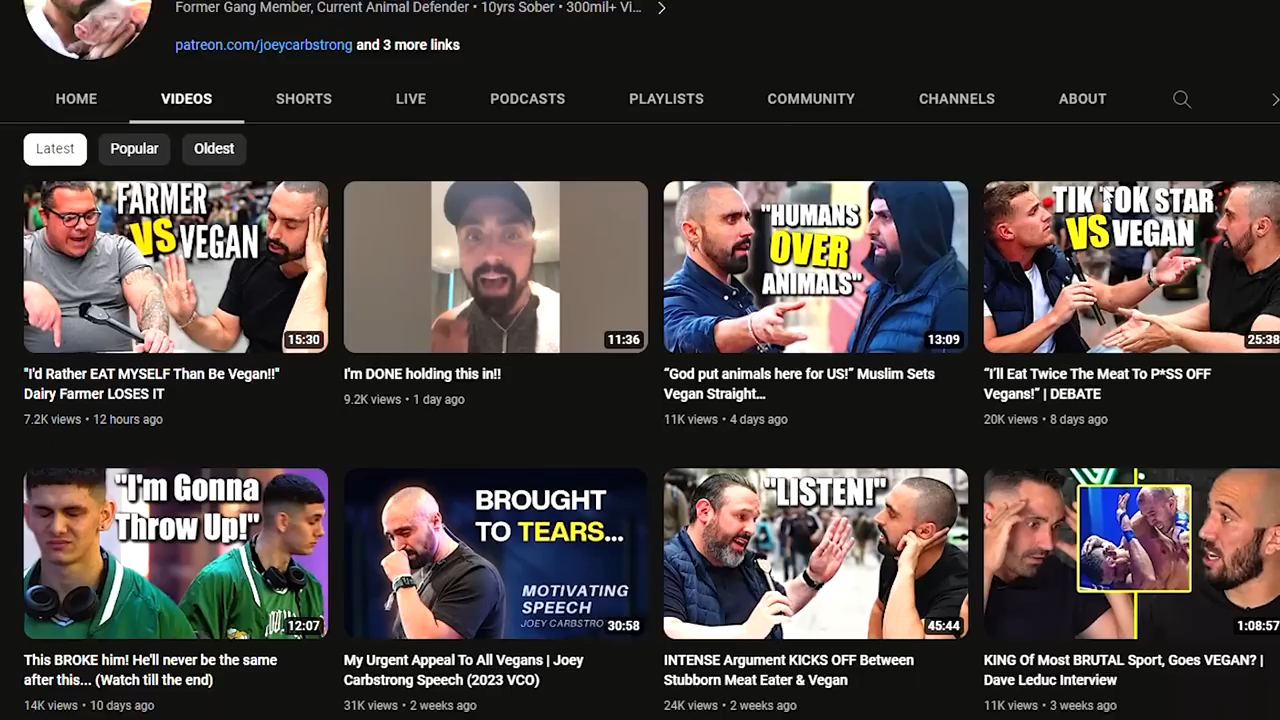 Former Gang Member, Current Animal Defender • 10yrs Sober • 300mil+ Vi...
patreon.com/joeycarbstrong and 3 more links
HOME VIDEOS SHORTS LIVE PODCASTS PLAYLISTS COMMUNITY CHANNELS ABOUT
Latest Popular Oldest
FARMER
VS VEGAN
15:30
11:36
"HUMANS
OVER
ANIMALS"
13:09
TIK TOK STAR
VS VEGAN
25:38
"I'd Rather EAT MYSELF Than Be Vegan!!"
Dairy Farmer LOSES IT
7.2K views • 12 hours ago
I'm DONE holding this in!!
9.2K views • 1 day ago
“God put animals here for US!” Muslim Sets
Vegan Straight...
11K views • 4 days ago
“I’ll Eat Twice The Meat To P*SS OFF
Vegans!” | DEBATE
20K views • 8 days ago
"I'm Gonna
Throw Up!"
12:07
BROUGHT
TO TEARS...
MOTIVATING
SPEECH
JOEY CARBSTRO
30:58
"LISTEN!"
45:44
1:08:57
This BROKE him! He'll never be the same
after this... (Watch till the end)
14K views • 10 days ago
My Urgent Appeal To All Vegans | Joey
Carbstrong Speech (2023 VCO)
31K views • 2 weeks ago
INTENSE Argument KICKS OFF Between
Stubborn Meat Eater & Vegan
24K views • 2 weeks ago
KING Of Most BRUTAL Sport, Goes VEGAN? |
Dave Leduc Interview
11K views • 3 weeks ago